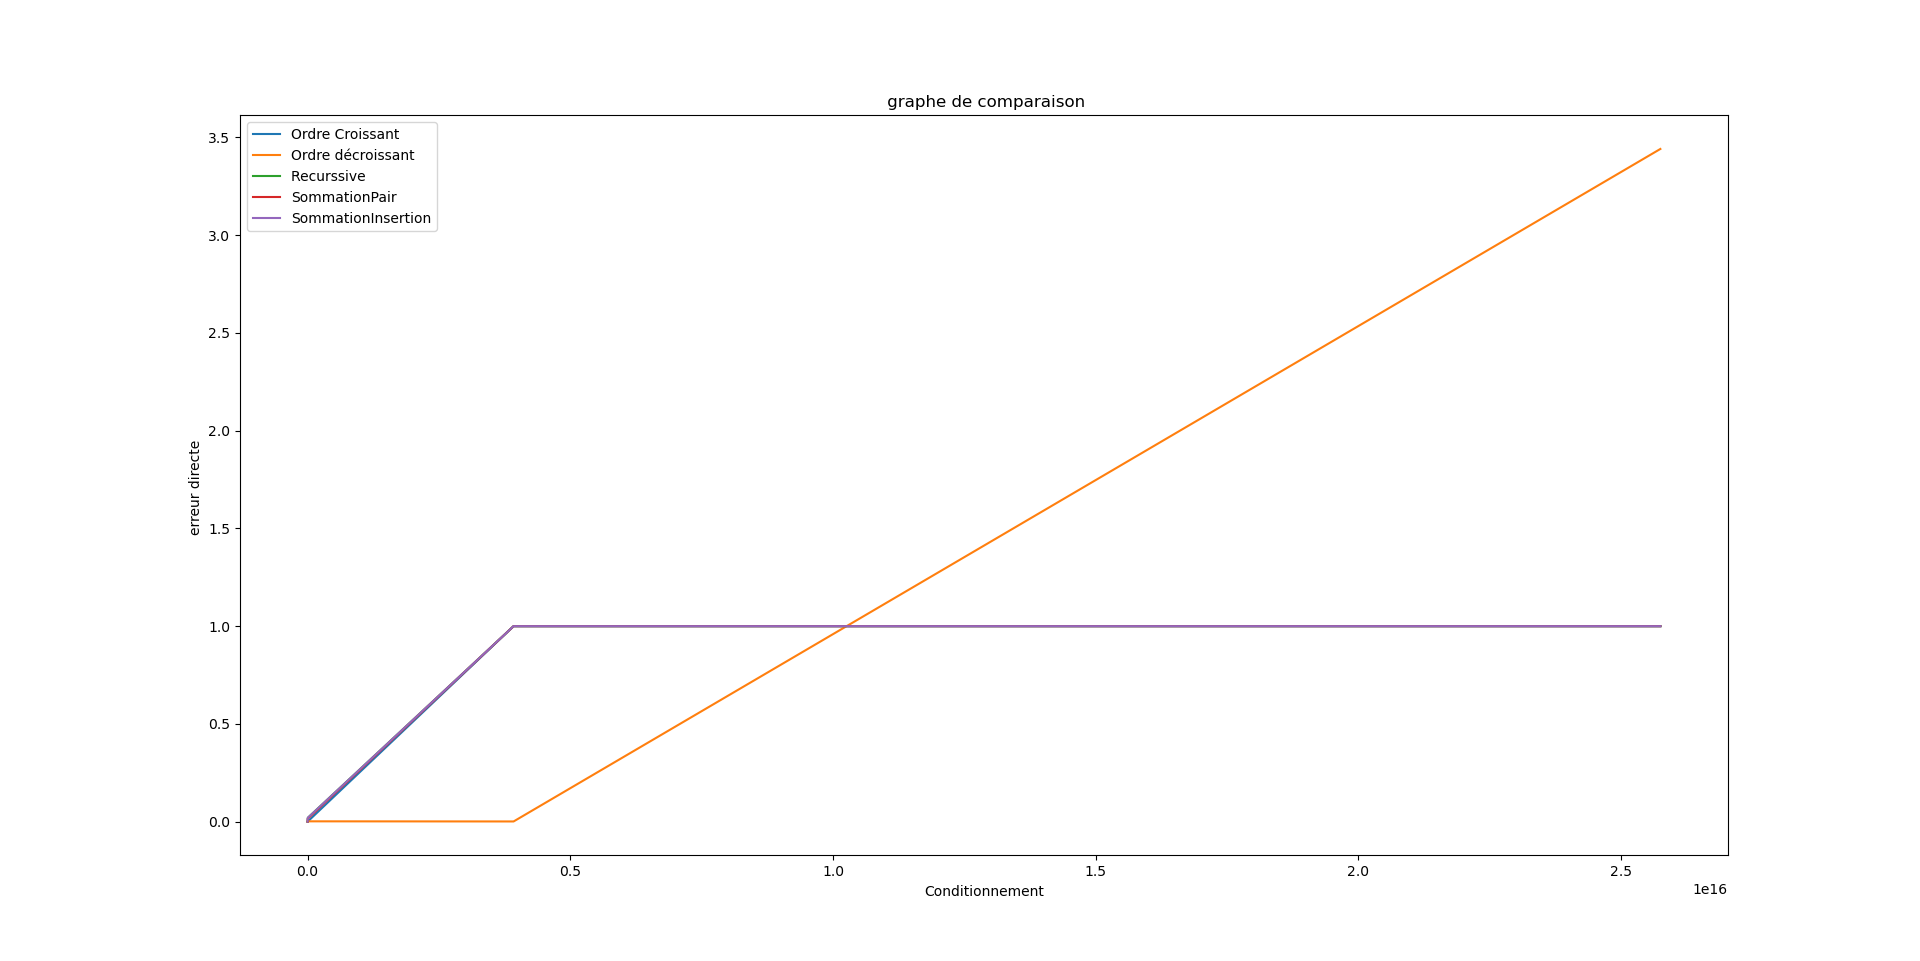 graphe de comparaison
Ordre Croissant
Ordre décroissant
Recurssive
SommationPair
SommationInsertion
3.5
3.0
2.5
2.0
1.5
1.0
0.5
0.0
erreur directe
0.0 0.5 1.0 1.5 2.0 2.5
1e16
Conditionnement